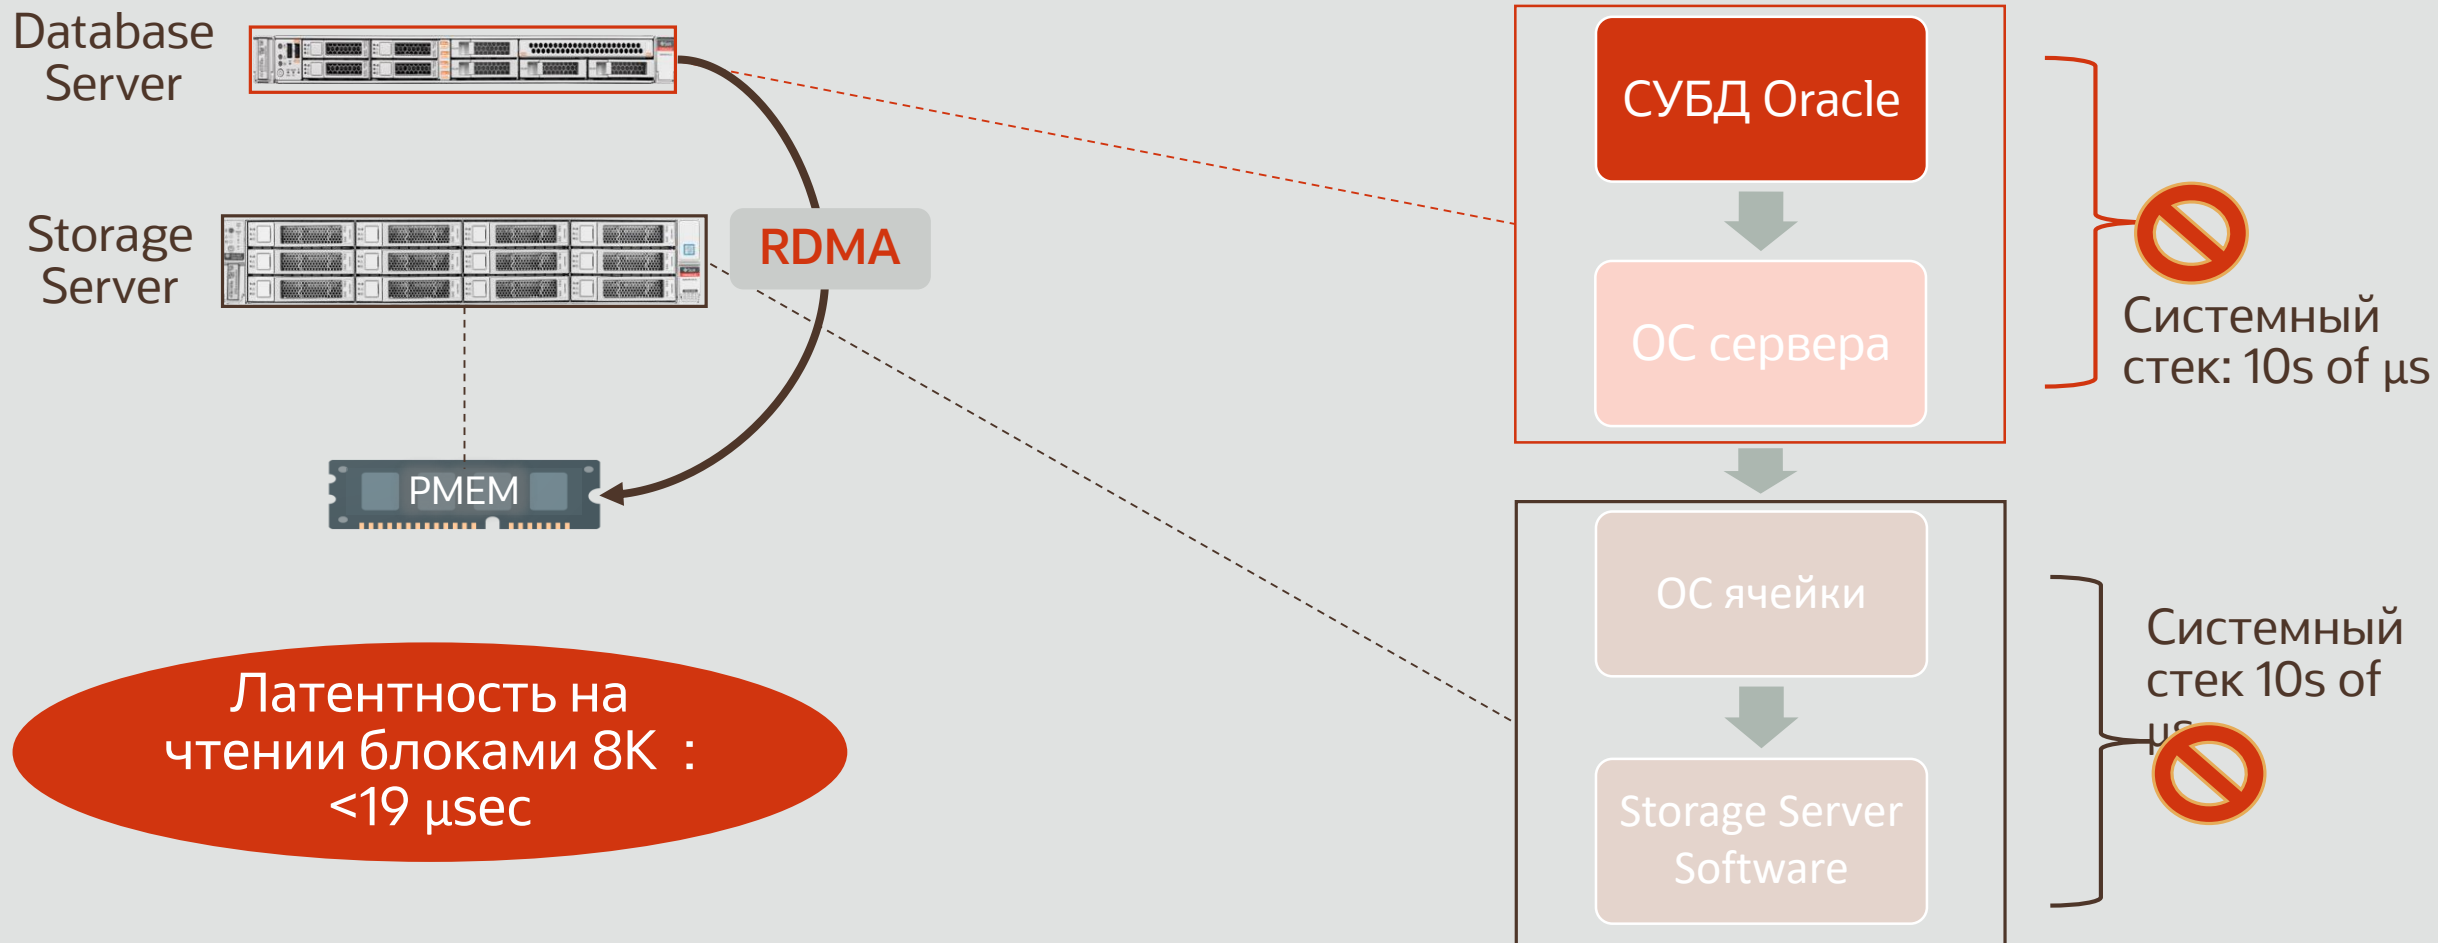 Database
Server
Storage
Server
RDMA
PMEM
Латентность на
чтении блоками 8K :
<19 µsec
СУБД Oracle
ОС сервера
ОС ячейки
Storage Server
Software
Системный
стек: 10s of µs
Системный
стек 10s of
µs